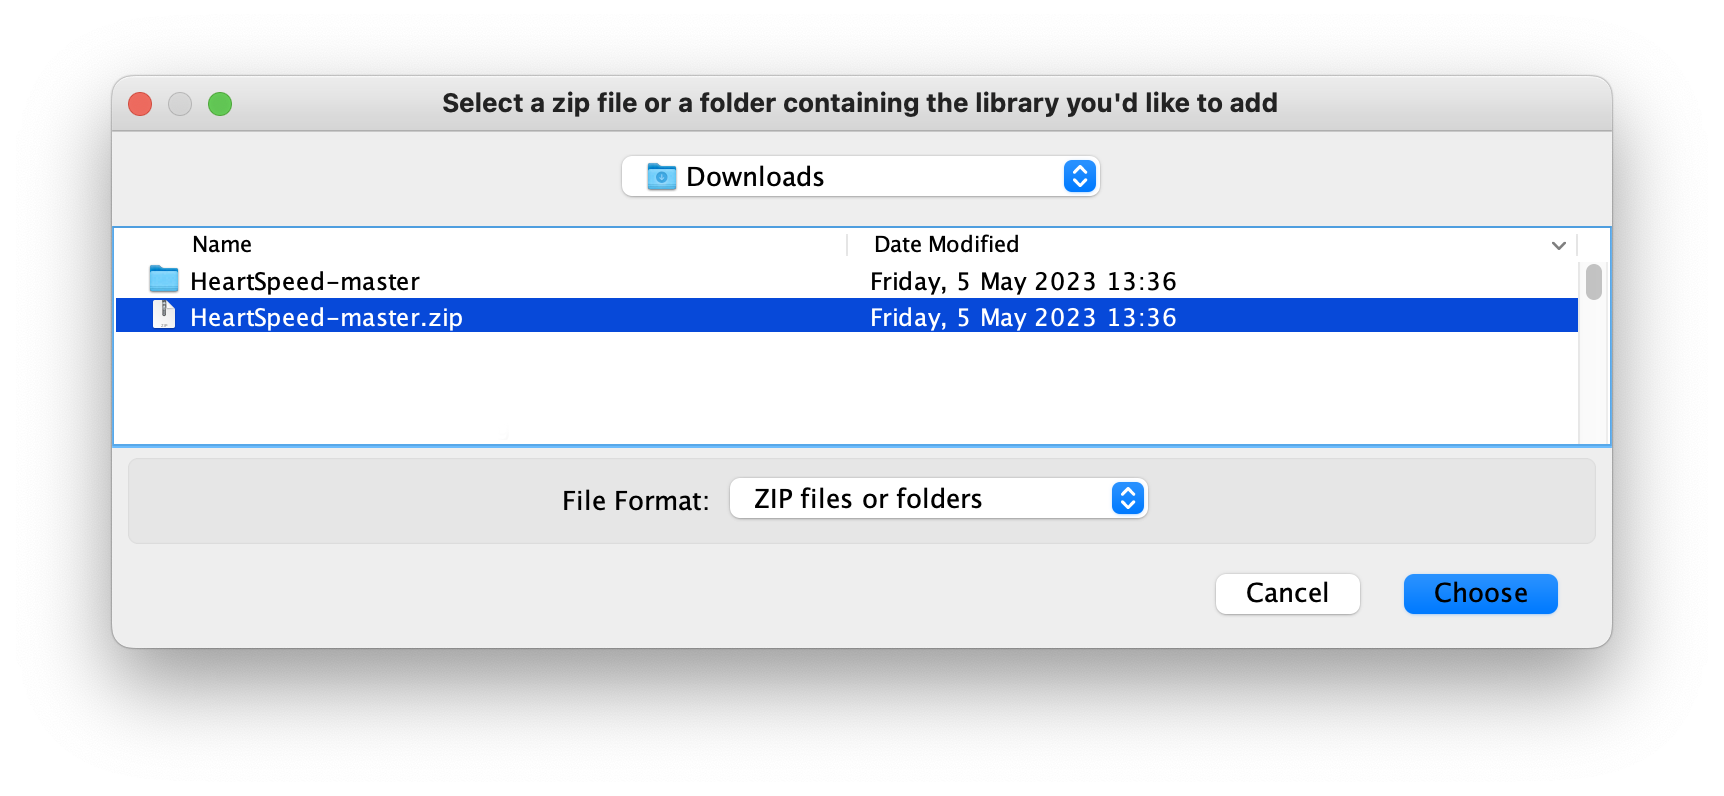 Select a zip file or a folder containing the library you'd like to add
Downloads
Name Date Modified
HeartSpeed-master Friday, 5 May 2023 13:36
HeartSpeed-master.zip Friday, 5 May 2023 13:36
File Format: ZIP files or folders
Cancel Choose